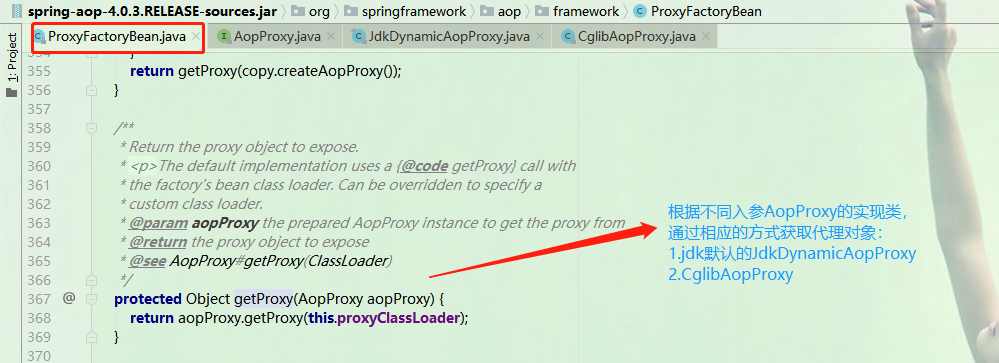 spring-aop-4.0.3.RELEASE-sources.jar org springframework aop framework ProxyFactoryBean
ProxyFactoryBean.java AopProxy.java JdkDynamicAopProxy.java CglibAopProxy.java
1: Project
355 return getProxy(copy.createAopProxy());
356 }
357
358 /**
359 * Return the proxy object to expose.
360 * <p>The default implementation uses a {@code getProxy} call with
361 * the factory's bean class loader. Can be overridden to specify a
362 * custom class loader.
363 * @param aopProxy the prepared AopProxy instance to get the proxy from
364 * @return the proxy object to expose
365 * @see AopProxy#getProxy(ClassLoader)
366 */
367 @ protected Object getProxy(AopProxy aopProxy) {
368 return aopProxy.getProxy(this.proxyClassLoader);
369 }
370
根据不同入参AopProxy的实现类,
通过相应的方式获取代理对象:
1.jdk默认的JdkDynamicAopProxy
2.CglibAopProxy